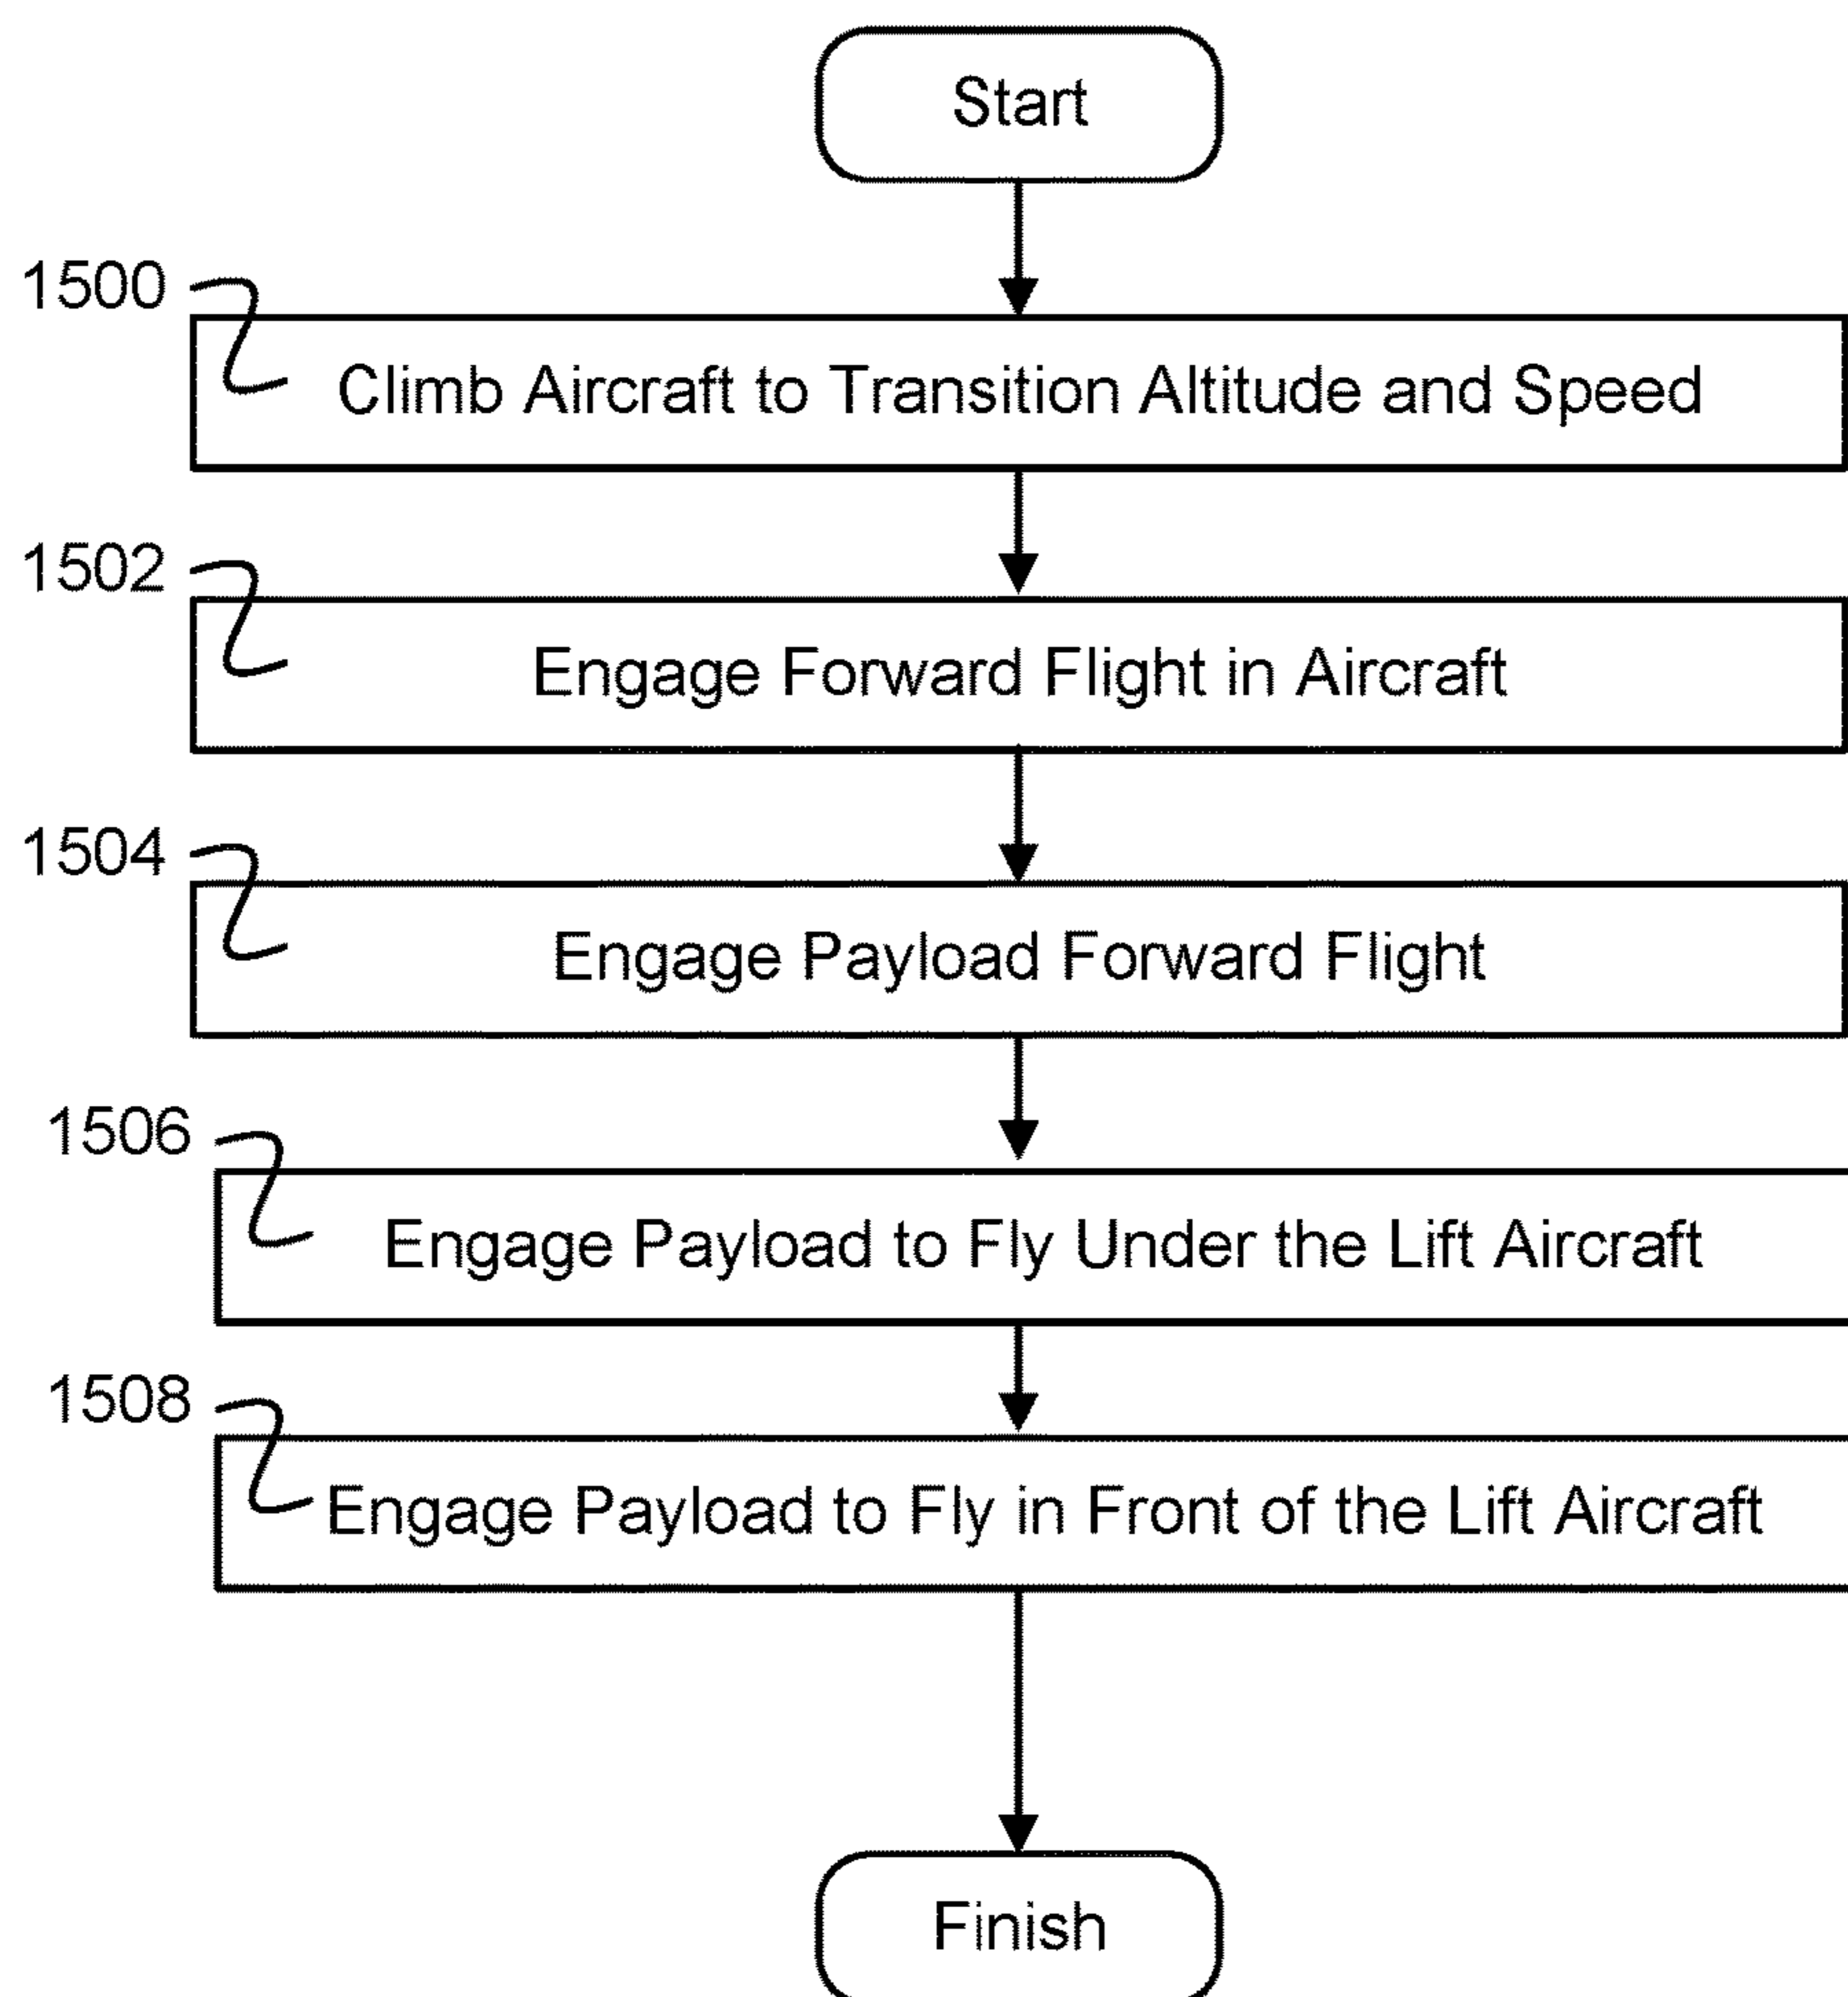 Start
1500
Climb Aircraft to Transition Altitude and Speed
1502
Engage Forward Flight in Aircraft
1504
Engage Payload Forward Flight
1506
Engage Payload to Fly Under the Lift Aircraft
1508
Engage Payload to Fly in Front of the Lift Aircraft
Finish